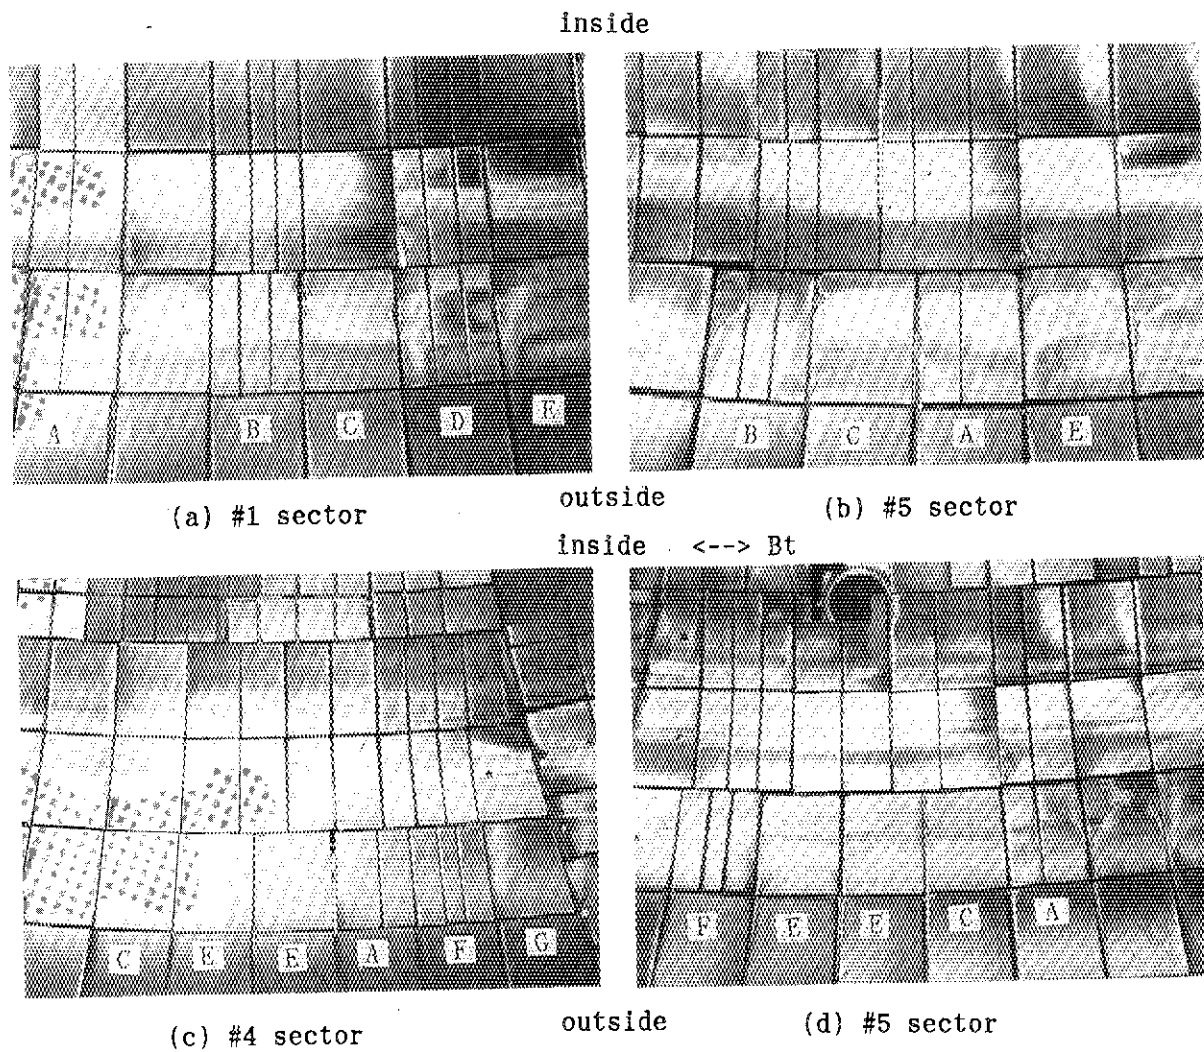 inside
A B C D E
B C A E
(a) #1 sector
outside
(b) #5 sector
inside <--> Bt
C E E A F G
F E E C A
(c) #4 sector
outside
(d) #5 sector